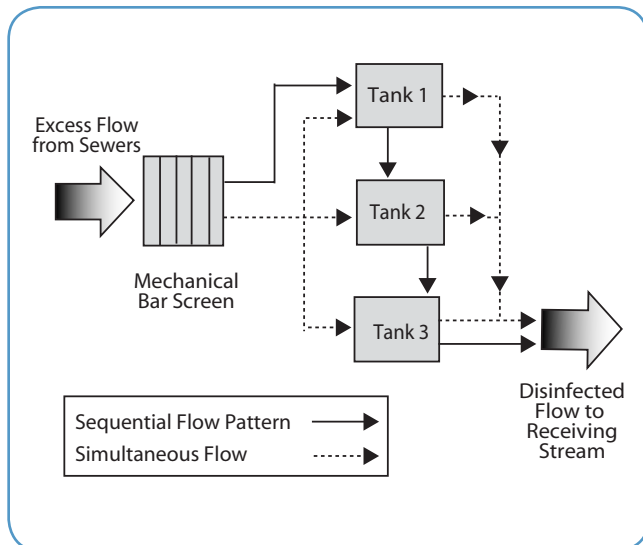 Excess Flow
from Sewers
Mechanical
Bar Screen
Tank 1
Tank 2
Tank 3
Disinfected
Flow to
Receiving
Stream
Sequential Flow Pattern
Simultaneous Flow